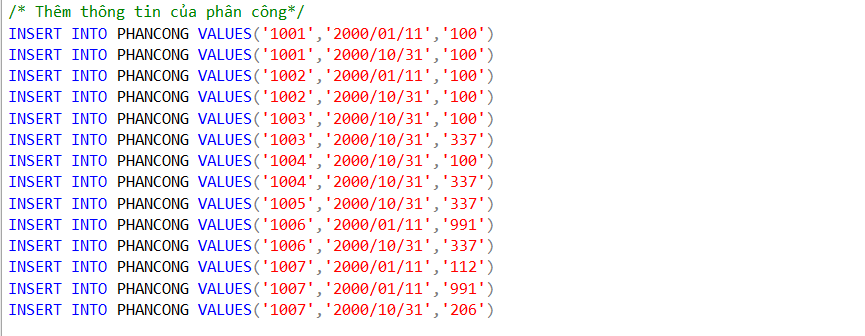 /* Thêm thông tin của phân công*/
INSERT INTO PHANCONG VALUES('1001','2000/01/11','100')
INSERT INTO PHANCONG VALUES('1001','2000/10/31','100')
INSERT INTO PHANCONG VALUES('1002','2000/01/11','100')
INSERT INTO PHANCONG VALUES('1002','2000/10/31','100')
INSERT INTO PHANCONG VALUES('1003','2000/10/31','100')
INSERT INTO PHANCONG VALUES('1003','2000/10/31','337')
INSERT INTO PHANCONG VALUES('1004','2000/10/31','100')
INSERT INTO PHANCONG VALUES('1004','2000/10/31','337')
INSERT INTO PHANCONG VALUES('1005','2000/10/31','337')
INSERT INTO PHANCONG VALUES('1006','2000/01/11','991')
INSERT INTO PHANCONG VALUES('1006','2000/10/31','337')
INSERT INTO PHANCONG VALUES('1007','2000/01/11','112')
INSERT INTO PHANCONG VALUES('1007','2000/01/11','991')
INSERT INTO PHANCONG VALUES('1007','2000/10/31','206')